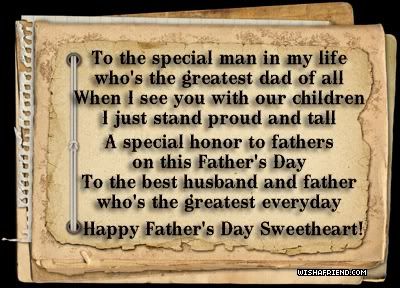 To the special man in my life
who's the greatest dad of all
When I see you with our children
I just stand proud and tall
A special honor to fathers
on this Father's Day
To the best husband and father
who's the greatest everyday
Happy Father's Day Sweetheart!
WISHAFRIEND.COM